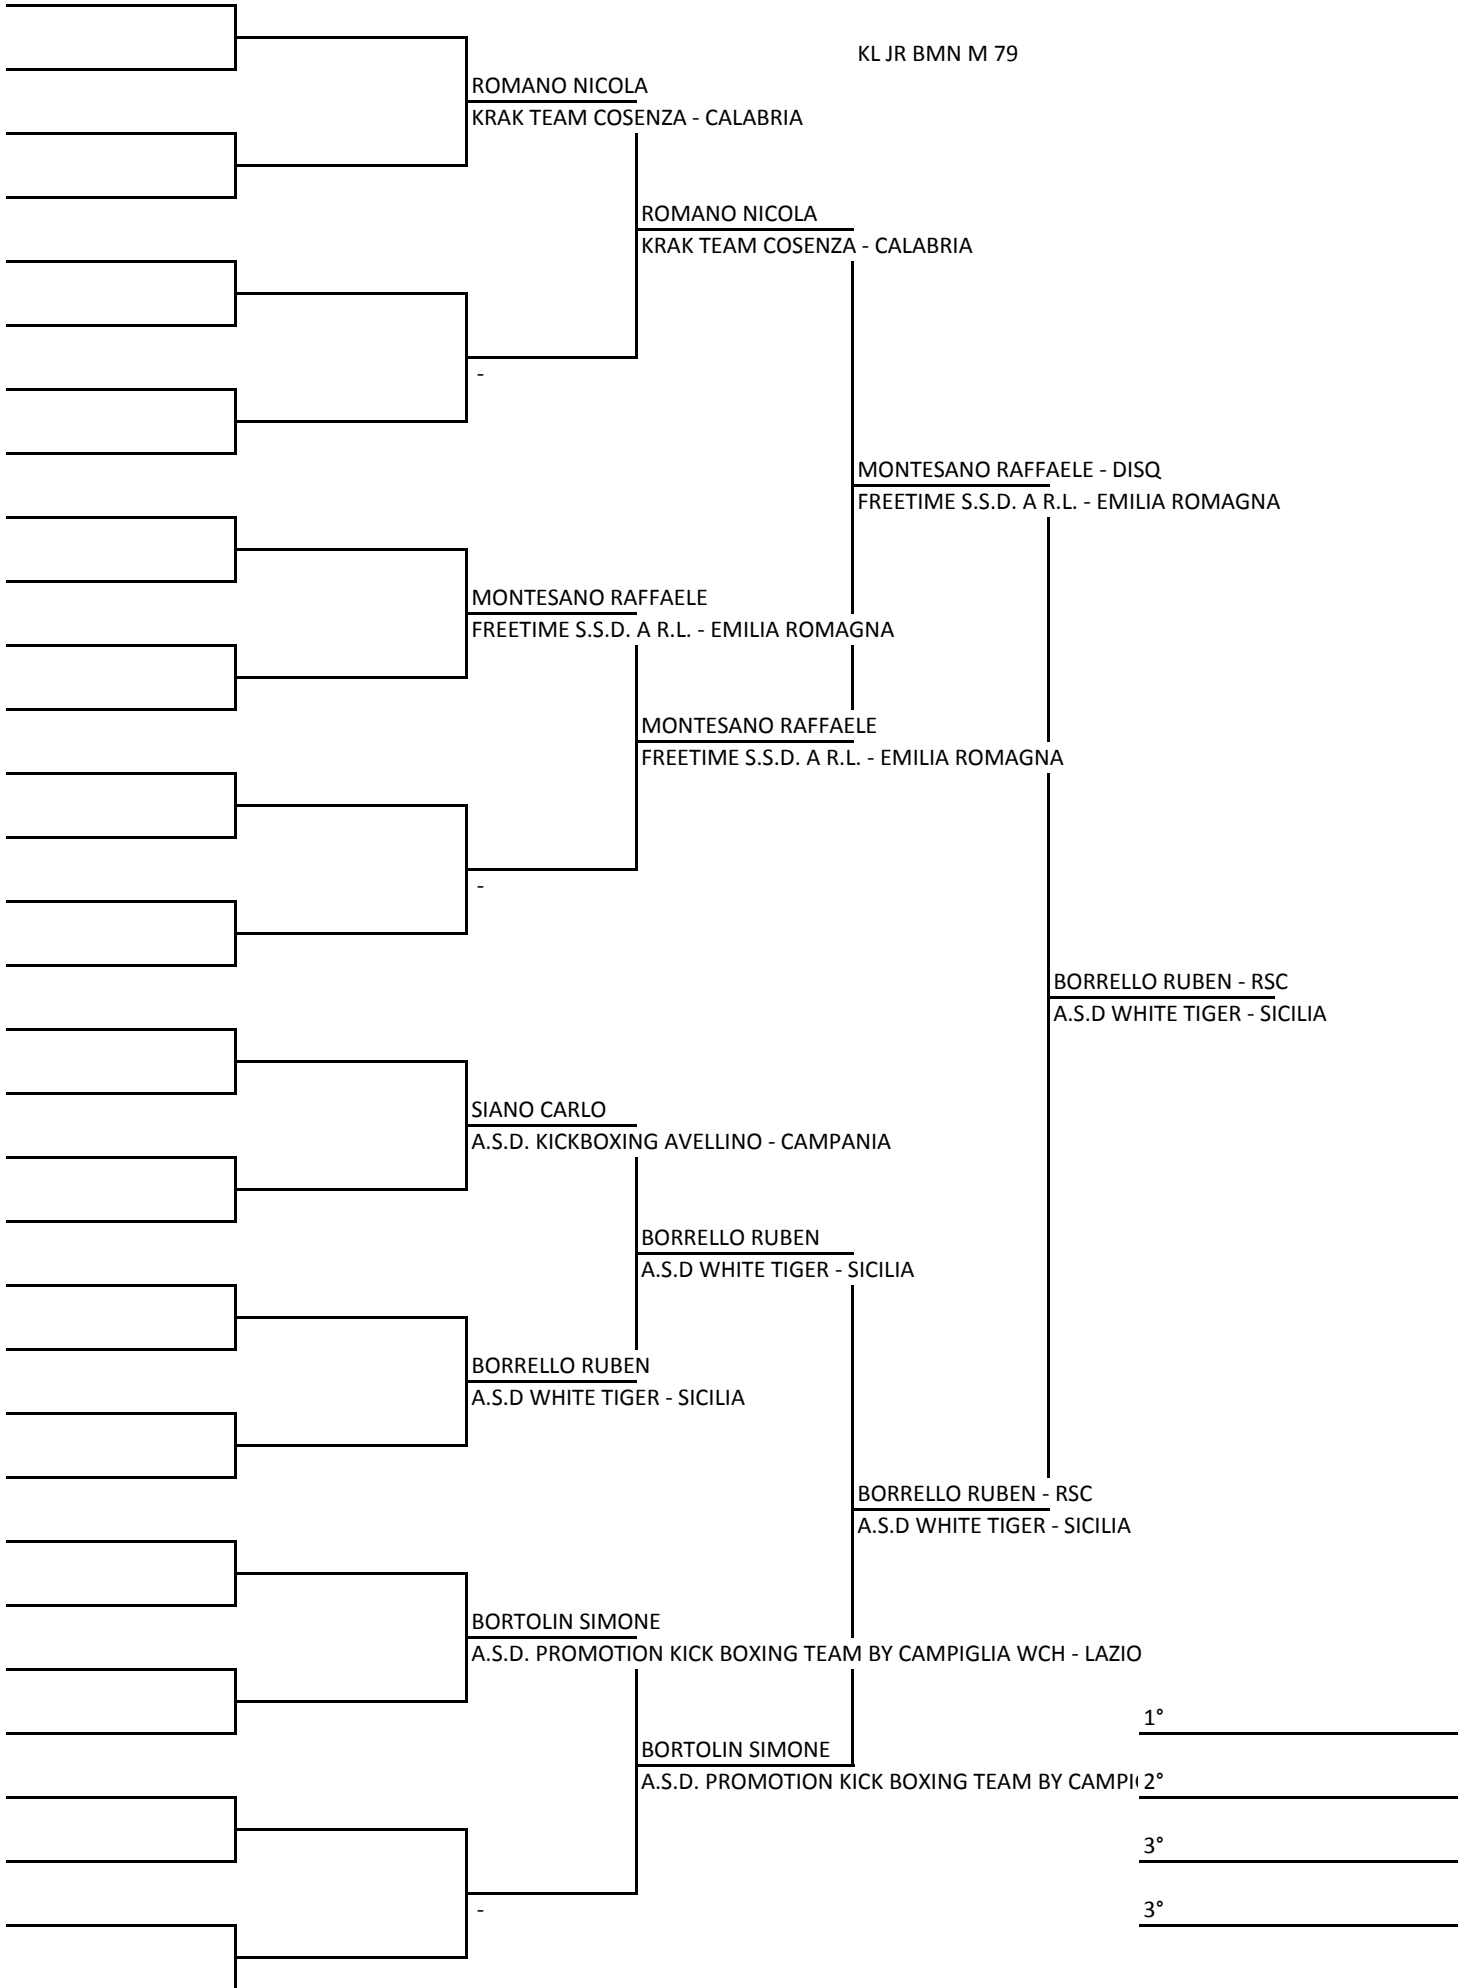 KL JR BMN M 79
ROMANO NICOLA
KRAK TEAM COSENZA - CALABRIA
ROMANO NICOLA
KRAK TEAM COSENZA - CALABRIA
-
MONTESANO RAFFAELE - DISQ
FREETIME S.S.D. A R.L. - EMILIA ROMAGNA
MONTESANO RAFFAELE
FREETIME S.S.D. A R.L. - EMILIA ROMAGNA
MONTESANO RAFFAELE
FREETIME S.S.D. A R.L. - EMILIA ROMAGNA
-
BORRELLO RUBEN - RSC
A.S.D WHITE TIGER - SICILIA
SIANO CARLO
A.S.D. KICKBOXING AVELLINO - CAMPANIA
BORRELLO RUBEN
A.S.D WHITE TIGER - SICILIA
BORRELLO RUBEN
A.S.D WHITE TIGER - SICILIA
BORRELLO RUBEN - RSC
A.S.D WHITE TIGER - SICILIA
BORTOLIN SIMONE
A.S.D. PROMOTION KICK BOXING TEAM BY CAMPIGLIA WCH - LAZIO
1°
BORTOLIN SIMONE
A.S.D. PROMOTION KICK BOXING TEAM BY CAMPI
2°
3°
-
3°